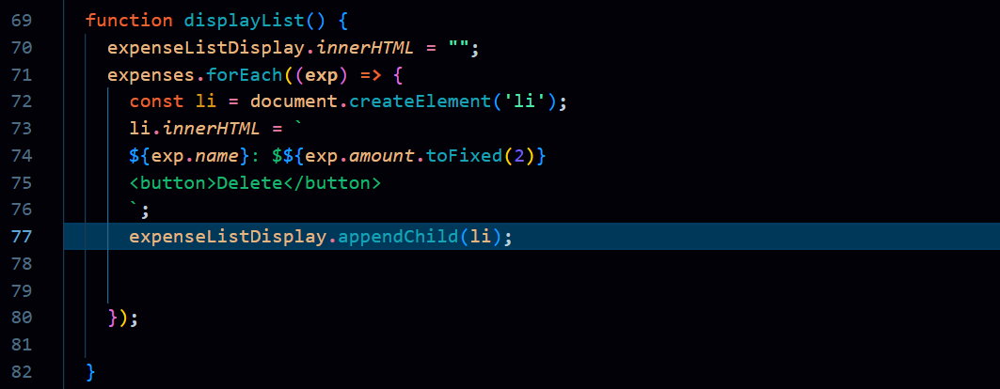 69 function displayList() {
70 expenseListDisplay.innerHTML = "";
71 expenses.forEach((exp) => {
72 const li = document.createElement('li');
73 li.innerHTML = `
74 ${exp.name}: $${exp.amount.toFixed(2)}
75 <button>Delete</button>
76 `;
77 expenseListDisplay.appendChild(li);
78
79
80 });
81
82 }